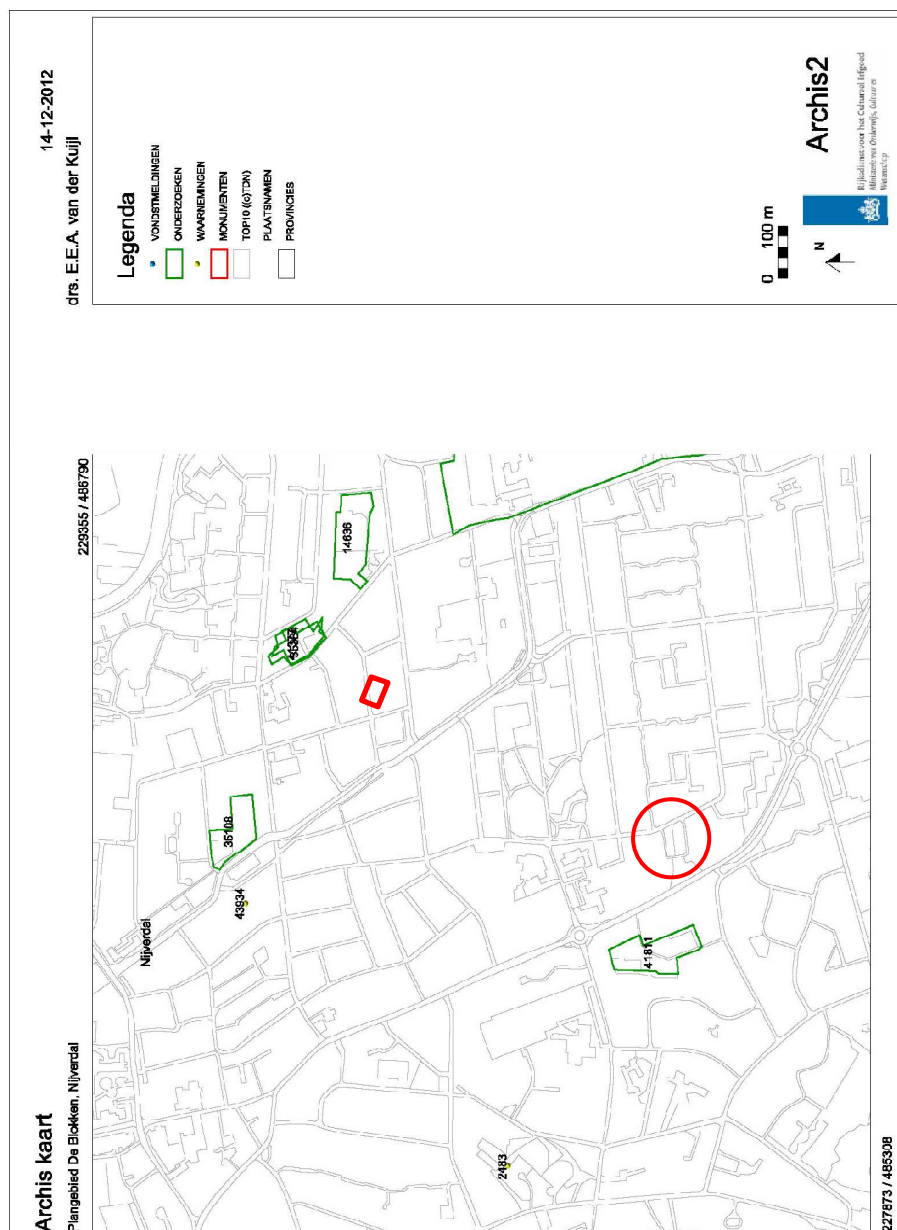 Archis kaart
Plangebied De Blokken, Nijverdal
14-12-2012
drs. E.E.A. van der Kuijl
229355 / 486790
Nijverdal
43934
35108
14636
2483
41811
227873 / 485308
Legenda
VONDSTMELDINGEN
ONDERZOEKEN
WAARNEMINGEN
MONUMENTEN
TOP10 ((c)TDN)
PLAATSNAMEN
PROVINCIES
0 100 m
N
Archis2
Rijksdienst voor het Cultureel Erfgoed
Ministerie van Onderwijs, Cultuur en
Wetenschap